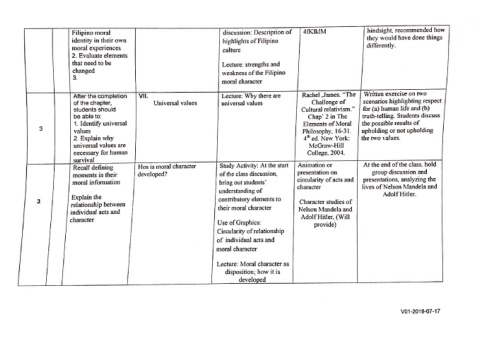 Filipino moral
identity in their own
moral experiences
2. Evaluate elements
that need to be
changed
3.
discussion: Description of
highlights of Filipino
culture
Lecture: strengths and
weakness of the Filipino
moral character
hindsight, recommended how
they would have done things
differently.
3
After the completion
of the chapter,
students should
be able to:
1. Identify universal
values
2. Explain why
universal values are
necessary for human
survival
VII.
Universal values
Lecture: Why there are
universal values
Rachel ,James. "The
Challenge of
Cultural relativism."
Chap' 2 in The
Elements of Moral
Philosophy, 16-31.
4th ed. New York:
McGraw-Hill
College, 2004.
Written exercise on two
scenarios highlighting respect
for (a) human life and (b)
truth-telling. Students discuss
the possible results of
upholding or not upholding
the two values.
3
Recall defining
moments in their
moral information
Explain the
relationship between
individual acts and
character
How is moral character
developed?
Study Activity: At the start
of the class discussion,
bring out students'
understanding of
contributory elements to
their moral character
Use of Graphics:
Circularity of relationship
of individual acts and
moral character
Lecture: Moral character as
disposition; how it is
developed
Animation or
presentation on
circularity of acts and
character
Character studies of
Nelson Mandela and
Adolf Hitler, (Will
provide)
At the end of the class, hold
group discussion and
presentations, analyzing the
lives of Nelson Mandela and
Adolf Hitler.
V01-2018-07-17